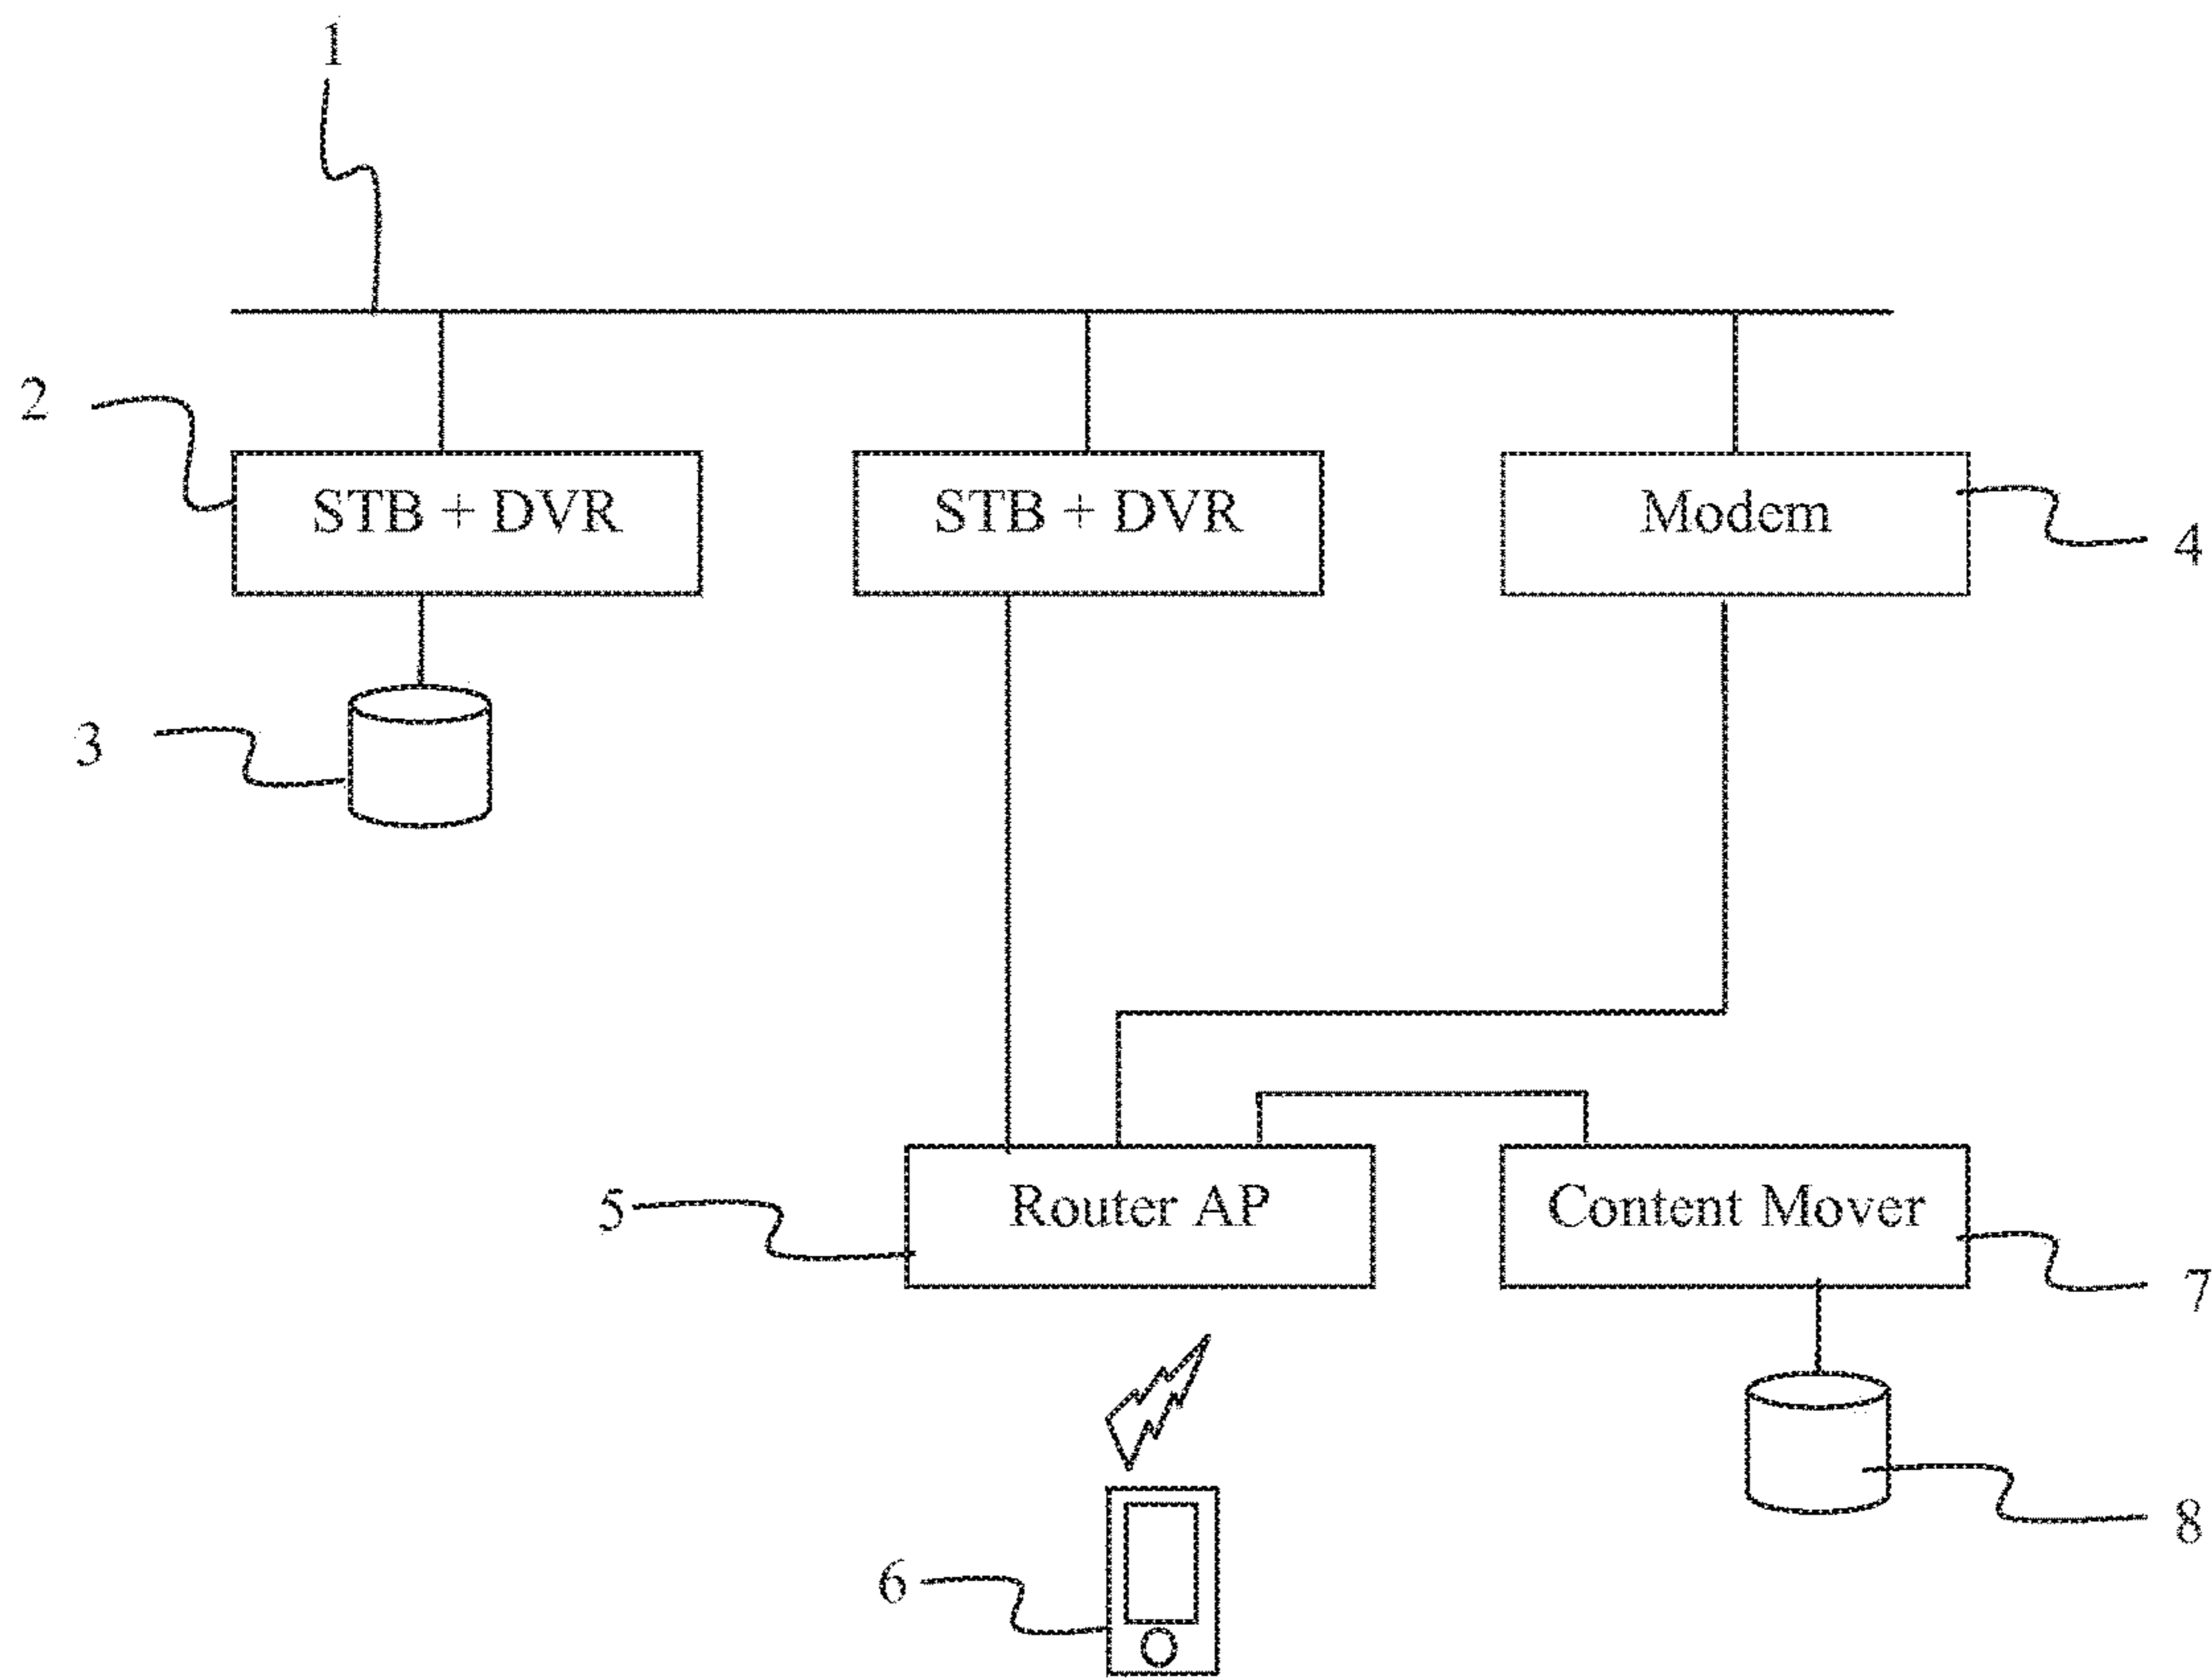 1
2
STB + DVR
STB + DVR
Modem
4
3
5
Router AP
Content Mover
7
6
8